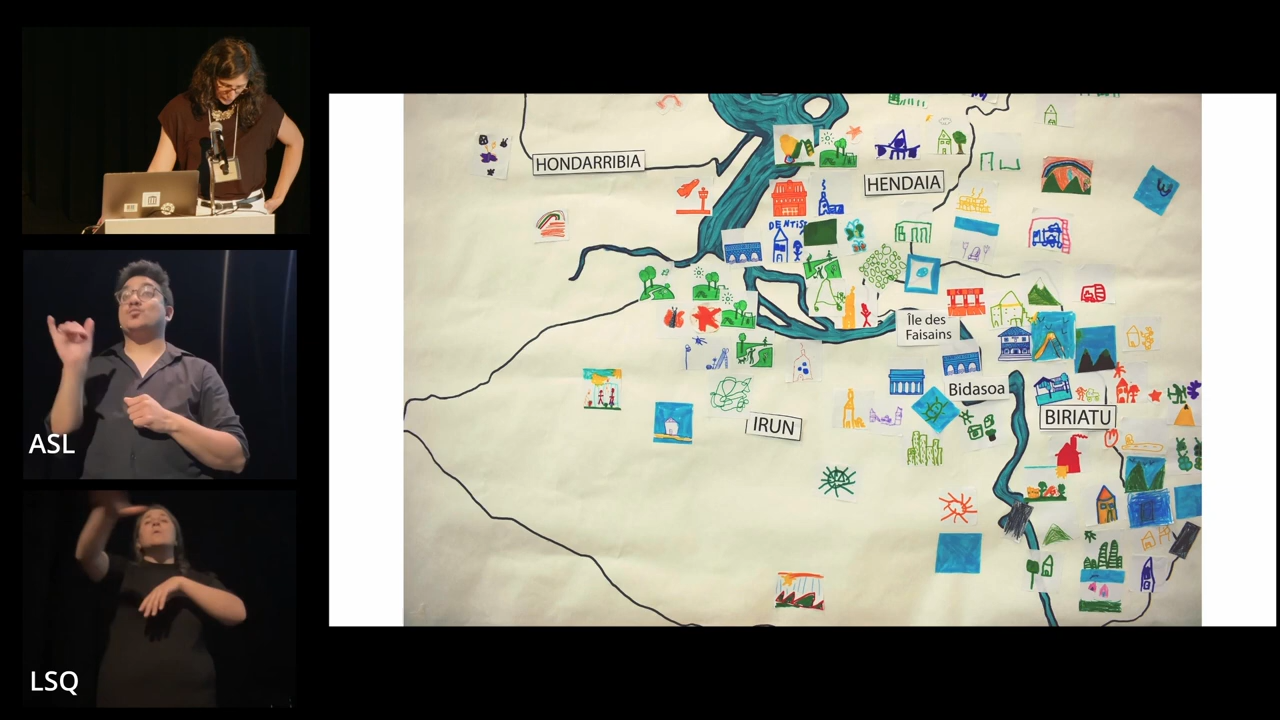 HONDARRIBIA
HENDAIA
DENTIS
Île des
Faisains
Bidasoa
IRUN
BIRIATU
ASL
LSQ